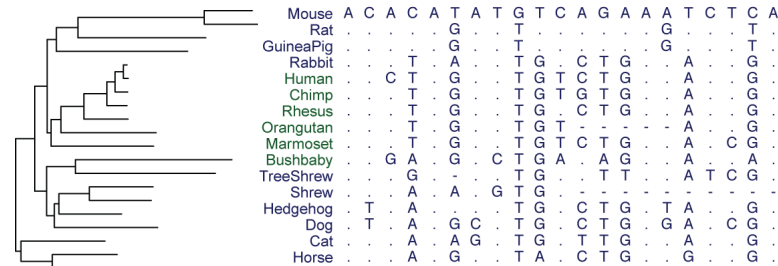 Mouse A C A C A T A T G T C A G A A A T C T C A
Rat . . . . . G . . T . . . . . . G . . . T .
GuineaPig . . . . . G . . T . . . . . . G . . . T .
Rabbit . . . T . A . . T G . C T G . . A . . G .
Human . . C T . G . . T G T C T G . . A . . G .
Chimp . . . T . G . . T G T G T G . . A . . G .
Rhesus . . . T . G . . T G . C T G . . A . . G .
Orangutan . . . T . G . . T G T - - - - - A . . G .
Marmoset . . . T . G . . T G T C T G . . A . C G .
Bushbaby . . G A . G . C T G A . A G . . A . . A .
TreeShrew . . . G . - . . T G . . T T . . A T C G .
Shrew . . . A . A . G T G . - - - - - - - - - -
Hedgehog . T . A . . . . T G . C T G . T A . . G .
Dog . T . A . G C . T G . C T G . G A . C G .
Cat . . . A . A G . T G . T T G . . A . . G .
Horse . . . A . G . . T A . C T G . . G . . G .